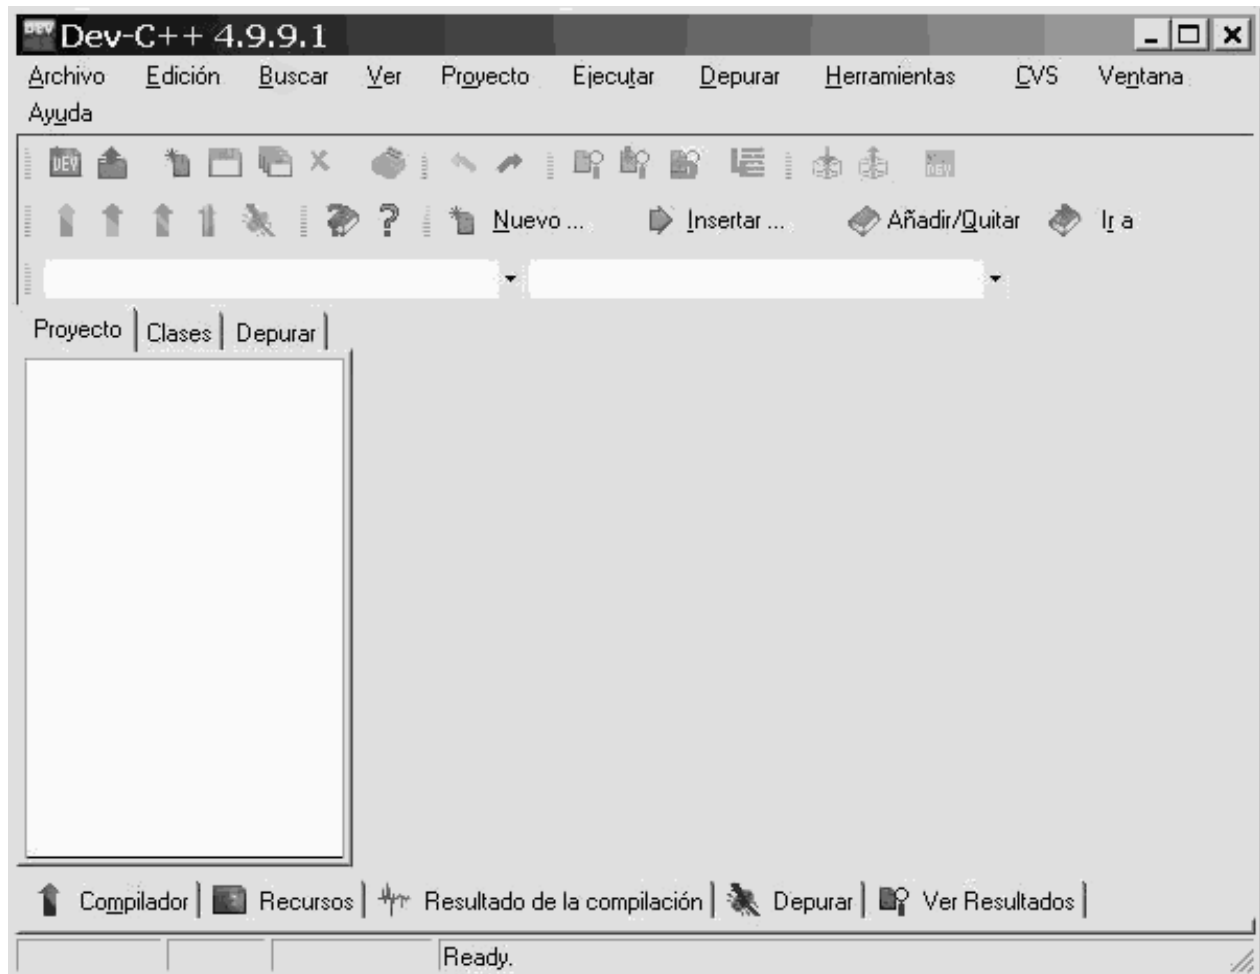 Dev-C++ 4.9.9.1
Archivo Edición Buscar Ver Proyecto Ejecutar Depurar Herramientas CVS Ventana
Ayuda
Nuevo ... Insertar ... Añadir/Quitar Ir a
Proyecto Clases Depurar
Compilador Recursos Resultado de la compilación Depurar Ver Resultados
Ready.